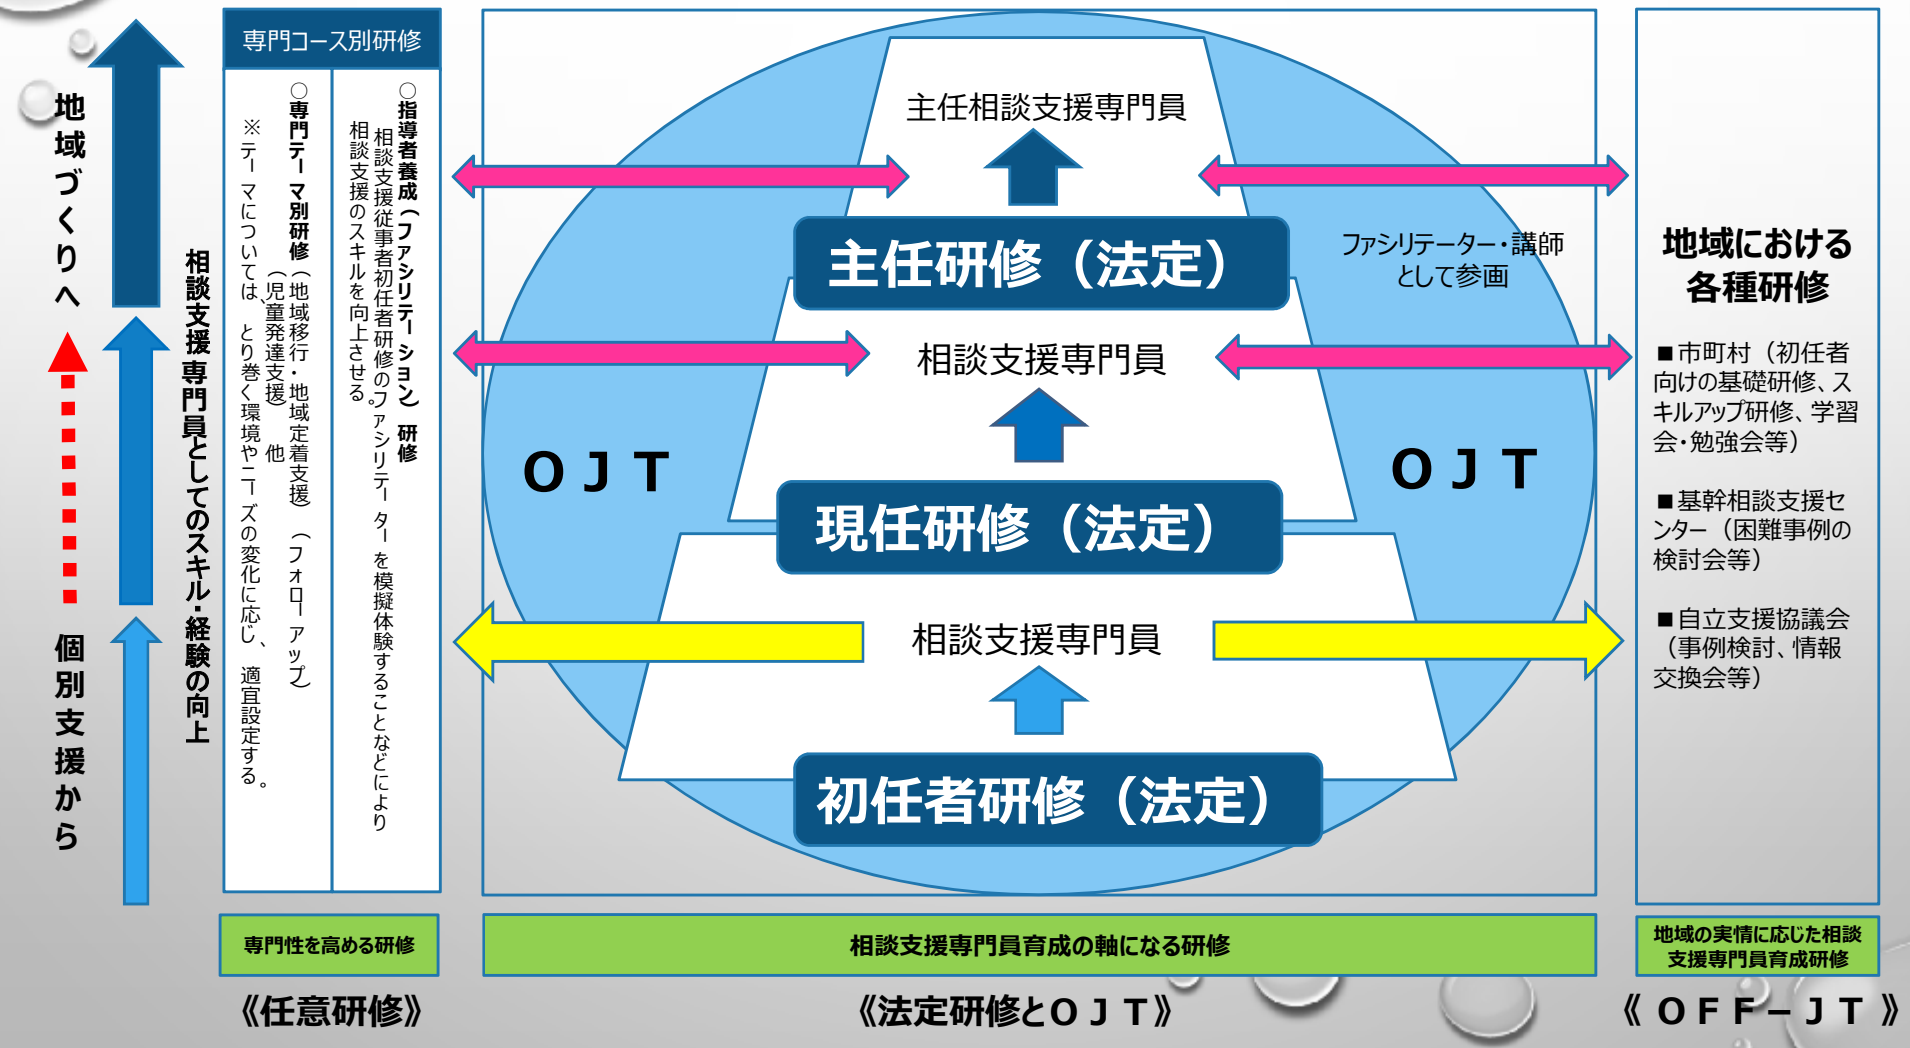 地域づくりへ
個別支援から
相談支援専門員としてのスキル・経験の向上
専門コース別研修
○指導者養成（ファシリテーション）研修
相談支援従事者初任者研修のファシリテーターを模擬体験することなどにより
相談支援のスキルを向上させる。
○専門テーマ別研修（地域移行・地域定着支援）（フォローアップ）
（児童発達支援）　他
※テーマについては、とり巻く環境やニーズの変化に応じ、適宜設定する。
主任相談支援専門員
主任研修（法定）
ファシリテーター・講師
として参画
相談支援専門員
ＯＪＴ
ＯＪＴ
現任研修（法定）
相談支援専門員
初任者研修（法定）
地域における
各種研修
■市町村（初任者
向けの基礎研修、ス
キルアップ研修、学習
会・勉強会等）
■基幹相談支援セ
ンター（困難事例の
検討会等）
■自立支援協議会
（事例検討、情報
交換会等）
専門性を高める研修
相談支援専門員育成の軸になる研修
地域の実情に応じた相談
支援専門員育成研修
《任意研修》
《法定研修とＯＪＴ》
《ＯＦＦ－ＪＴ》